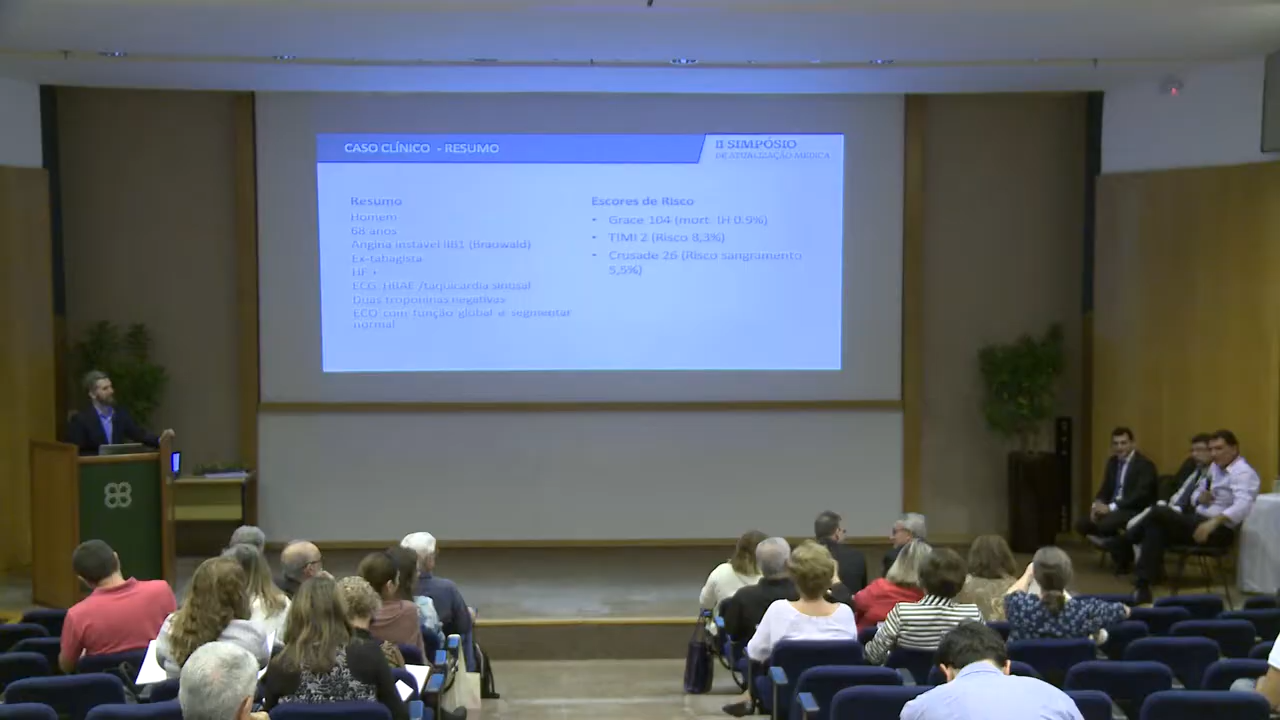 CASO CLÍNICO - RESUMO
II SIMPÓSIO
DE ATUALIZAÇÃO MÉDICA
Resumo
Homem
68 anos
Angina instável IIB1 (Braunwald)
Ex-tabagista
HF +
ECG: HBAE /taquicardia sinusal
Duas troponinas negativas
ECO com função global e segmentar
normal
Escores de Risco
• Grace 104 (mort. IH 0.9%)
• TIMI 2 (Risco 8,3%)
• Crusade 26 (Risco sangramento
5,5%)